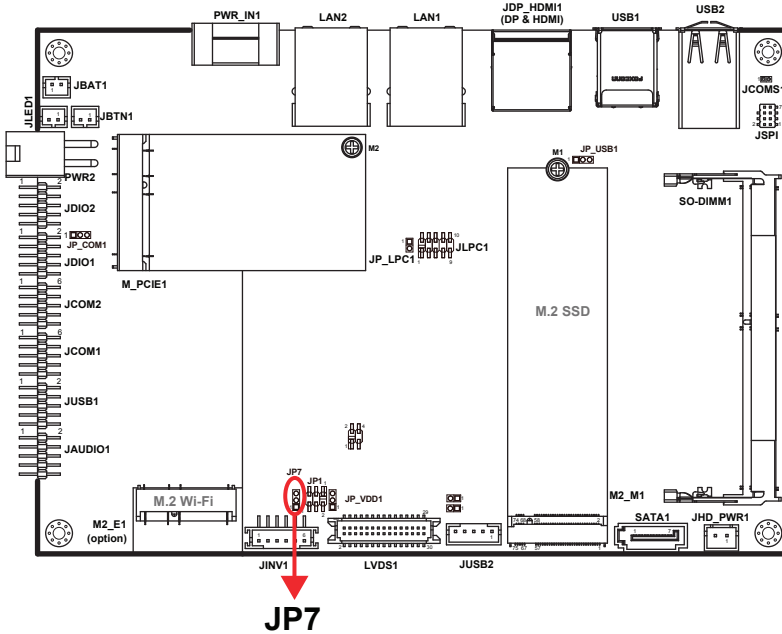 PWR_IN1
LAN2
LAN1
JDP_HDMI1
(DP & HDMI)
USB1
USB2
FOXCONN
JBAT1
JLED1
JBTN1
JCOMS1
JSPI
PWR2
M2
M1
JP_USB1
SO-DIMM1
JDIO2
JP_COM1
JDIO1
JP_LPC1
JLPC1
M_PCIE1
JCOM2
M.2 SSD
JCOM1
JUSB1
JAUDIO1
JP7
JP1
JP_VDD1
M.2 Wi-Fi
M2_M1
M2_E1
(option)
SATA1
JHD_PWR1
JINV1
LVDS1
JUSB2
JP7